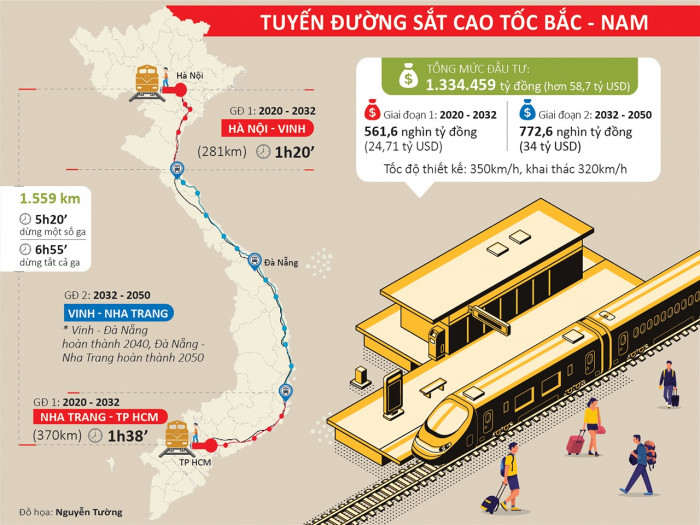 TUYẾN ĐƯỜNG SẮT CAO TỐC BẮC - NAM
TỔNG MỨC ĐẦU TƯ:
1.334.459 tỷ đồng (hơn 58,7 tỷ USD)
Giai đoạn 1: 2020 - 2032
561,6 nghìn tỷ đồng
(24,71 tỷ USD)
Giai đoạn 2: 2032 - 2050
772,6 nghìn tỷ đồng
(34 tỷ USD)
Tốc độ thiết kế: 350km/h, khai thác 320km/h
Hà Nội
GĐ 1: 2020 - 2032
HÀ NỘI - VINH
(281km) 1h20’
1.559 km
5h20’
dừng một số ga
6h55’
dừng tất cả ga
Đà Nẵng
GĐ 2: 2032 - 2050
VINH - NHA TRANG
* Vinh - Đà Nẵng
hoàn thành 2040, Đà Nẵng -
Nha Trang hoàn thành 2050
GĐ 1: 2020 - 2032
NHA TRANG - TP HCM
(370km) 1h38’
TP HCM
Đồ họa: Nguyễn Tường